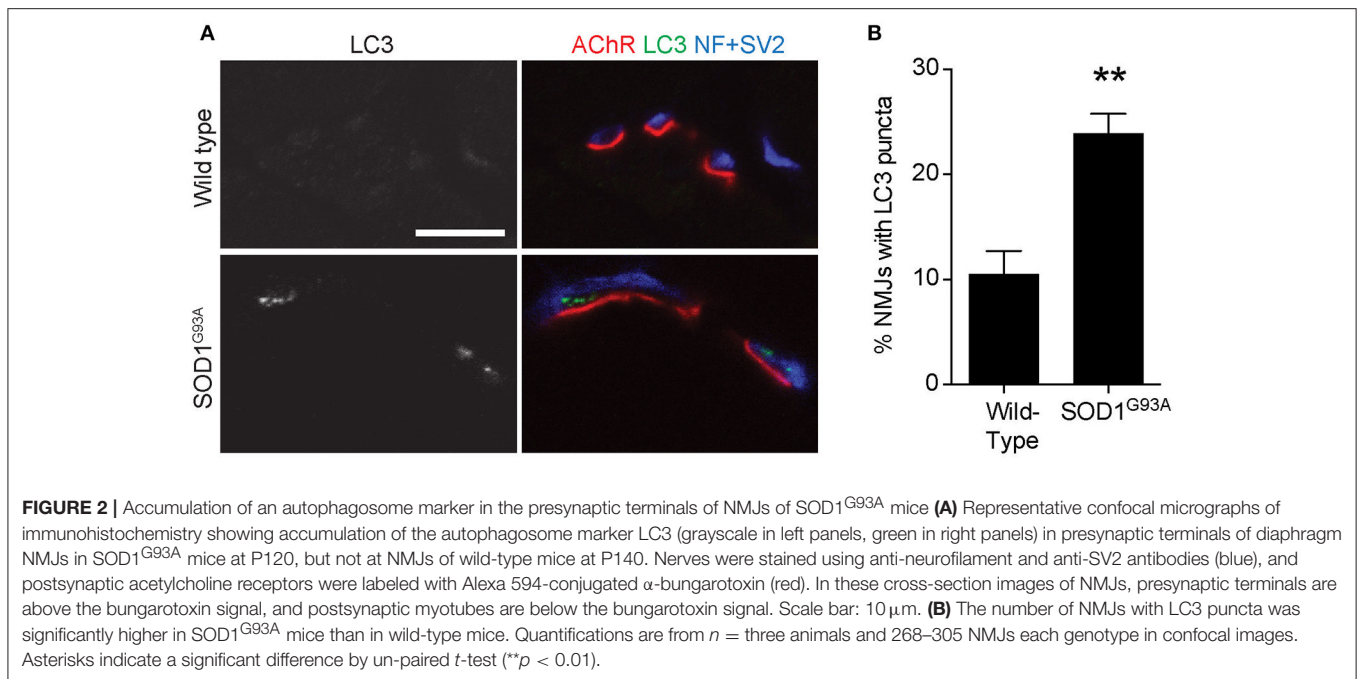 A
LC3
AChR LC3 NF+SV2
Wild type
SOD1G93A
B
30
20
10
0
% NMJs with LC3 puncta
**
Wild-
Type
SOD1G93A
FIGURE 2 | Accumulation of an autophagosome marker in the presynaptic terminals of NMJs of SOD1G93A mice (A) Representative confocal micrographs of
immunohistochemistry showing accumulation of the autophagosome marker LC3 (grayscale in left panels, green in right panels) in presynaptic terminals of diaphragm
NMJs in SOD1G93A mice at P120, but not at NMJs of wild-type mice at P140. Nerves were stained using anti-neurofilament and anti-SV2 antibodies (blue), and
postsynaptic acetylcholine receptors were labeled with Alexa 594-conjugated α-bungarotoxin (red). In these cross-section images of NMJs, presynaptic terminals are
above the bungarotoxin signal, and postsynaptic myotubes are below the bungarotoxin signal. Scale bar: 10 μm. (B) The number of NMJs with LC3 puncta was
significantly higher in SOD1G93A mice than in wild-type mice. Quantifications are from n = three animals and 268–305 NMJs each genotype in confocal images.
Asterisks indicate a significant difference by un-paired t-test (**p < 0.01).